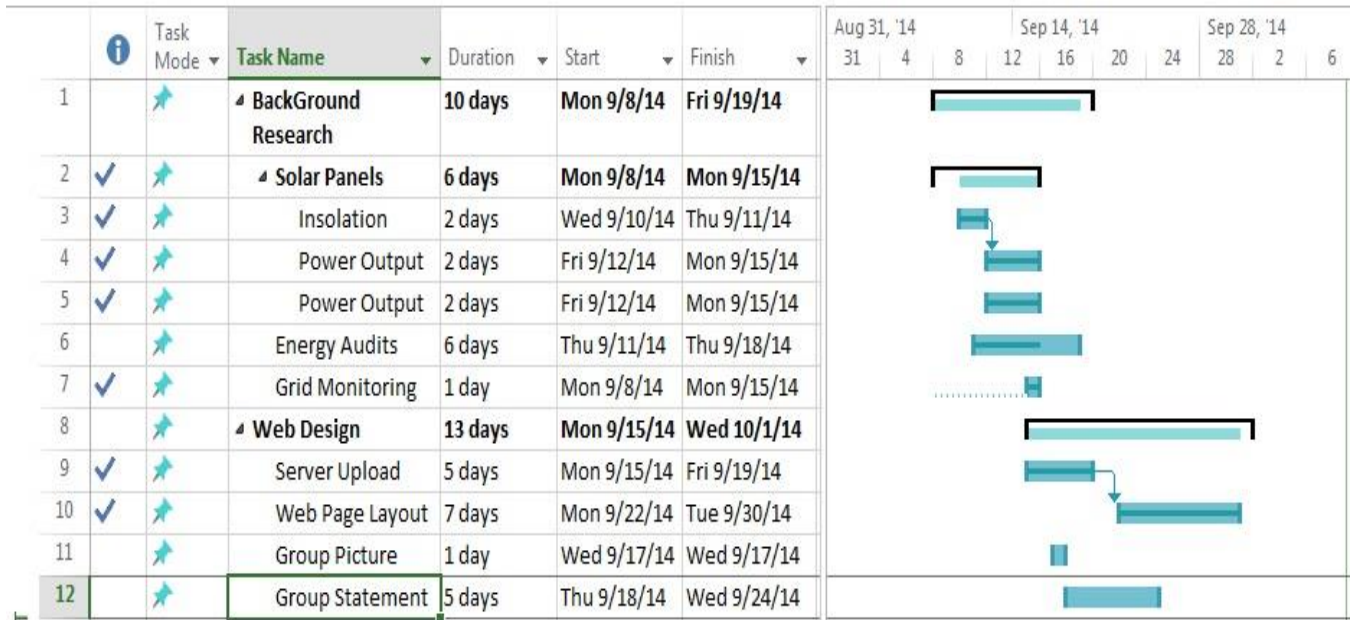 Task Aug 31, '14 Sep 14, '14 Sep 28, '14
i Mode Task Name Duration Start Finish 31 4 8 12 16 20 24 28 2 6
1 BackGround 10 days Mon 9/8/14 Fri 9/19/14
Research
2 Solar Panels 6 days Mon 9/8/14 Mon 9/15/14
3 Insolation 2 days Wed 9/10/14 Thu 9/11/14
4 Power Output 2 days Fri 9/12/14 Mon 9/15/14
5 Power Output 2 days Fri 9/12/14 Mon 9/15/14
6 Energy Audits 6 days Thu 9/11/14 Thu 9/18/14
7 Grid Monitoring 1 day Mon 9/8/14 Mon 9/15/14
8 Web Design 13 days Mon 9/15/14 Wed 10/1/14
9 Server Upload 5 days Mon 9/15/14 Fri 9/19/14
10 Web Page Layout 7 days Mon 9/22/14 Tue 9/30/14
11 Group Picture 1 day Wed 9/17/14 Wed 9/17/14
12 Group Statement 5 days Thu 9/18/14 Wed 9/24/14